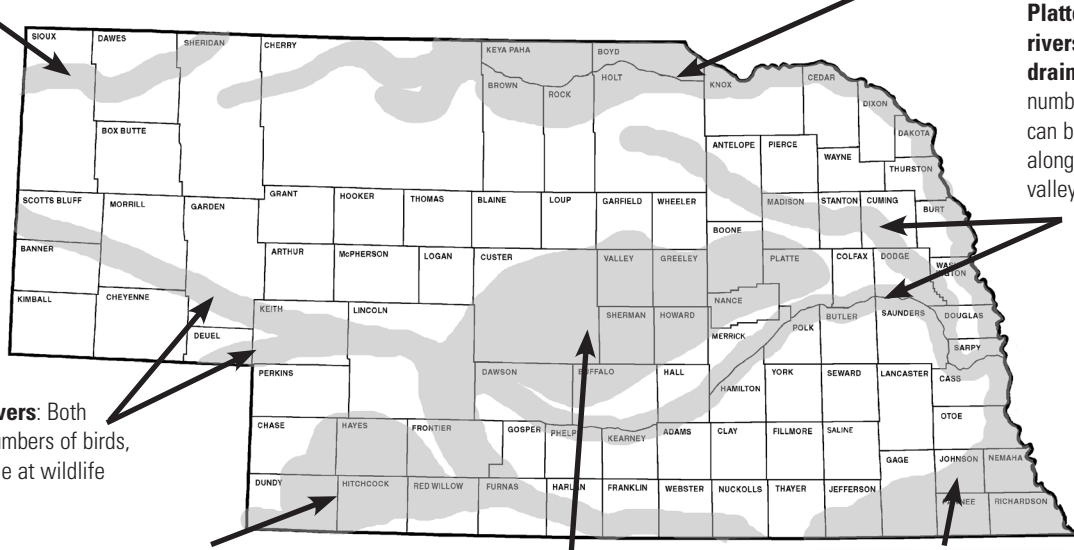 Platte
rivers
drain
numb
can b
along
valley
SIOUX
DAWES
SHERIDAN
CHERRY
KEYA PAHA
BOYD
BROWN
ROCK
HOLT
KNOX
CEDAR
DIXON
DAKOTA
BOX BUTTE
ANTELOPE
PIERCE
WAYNE
THURSTON
SCOTTS BLUFF
MORRILL
GARDEN
GRANT
HOOKER
THOMAS
BLAINE
LOUP
GARFIELD
WHEELER
MADISON
STANTON
CUMING
BURT
BOONE
BANNER
ARTHUR
McPHERSON
LOGAN
CUSTER
VALLEY
GREELEY
PLATTE
COLFAX
DODGE
WASHINGTON
KIMBALL
CHEYENNE
KEITH
LINCOLN
NANCE
SHERMAN
HOWARD
MERRICK
POLK
BUTLER
SAUNDERS
DOUGLAS
SARPY
DEUEL
PERKINS
DAWSON
BUFFALO
HALL
HAMILTON
YORK
SEWARD
LANCASTER
CASS
OTOE
vers: Both
mbers of birds,
e at wildlife
CHASE
HAYES
FRONTIER
GOSPER
PHELPS
KEARNEY
ADAMS
CLAY
FILLMORE
SALINE
GAGE
JOHNSON
NEMAHA
DUNDY
HITCHCOCK
RED WILLOW
FURNAS
HARLAN
FRANKLIN
WEBSTER
NUCKOLLS
THAYER
JEFFERSON
PAWNEE
RICHARDSON